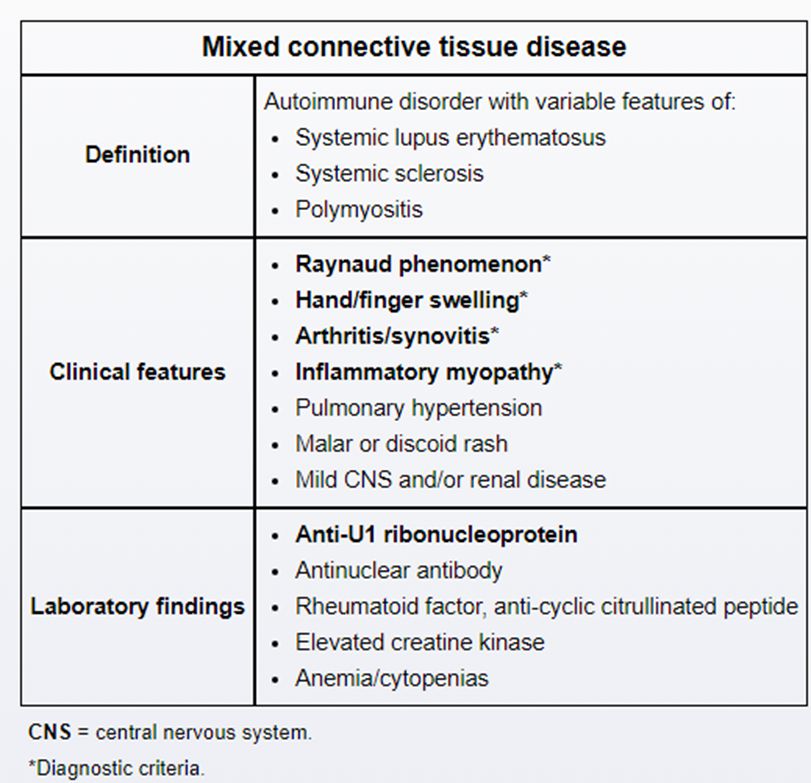 Mixed connective tissue disease
Definition
Autoimmune disorder with variable features of:
• Systemic lupus erythematosus
• Systemic sclerosis
• Polymyositis
Clinical features
• Raynaud phenomenon*
• Hand/finger swelling*
• Arthritis/synovitis*
• Inflammatory myopathy*
• Pulmonary hypertension
• Malar or discoid rash
• Mild CNS and/or renal disease
Laboratory findings
• Anti-U1 ribonucleoprotein
• Antinuclear antibody
• Rheumatoid factor, anti-cyclic citrullinated peptide
• Elevated creatine kinase
• Anemia/cytopenias
CNS = central nervous system.
*Diagnostic criteria.